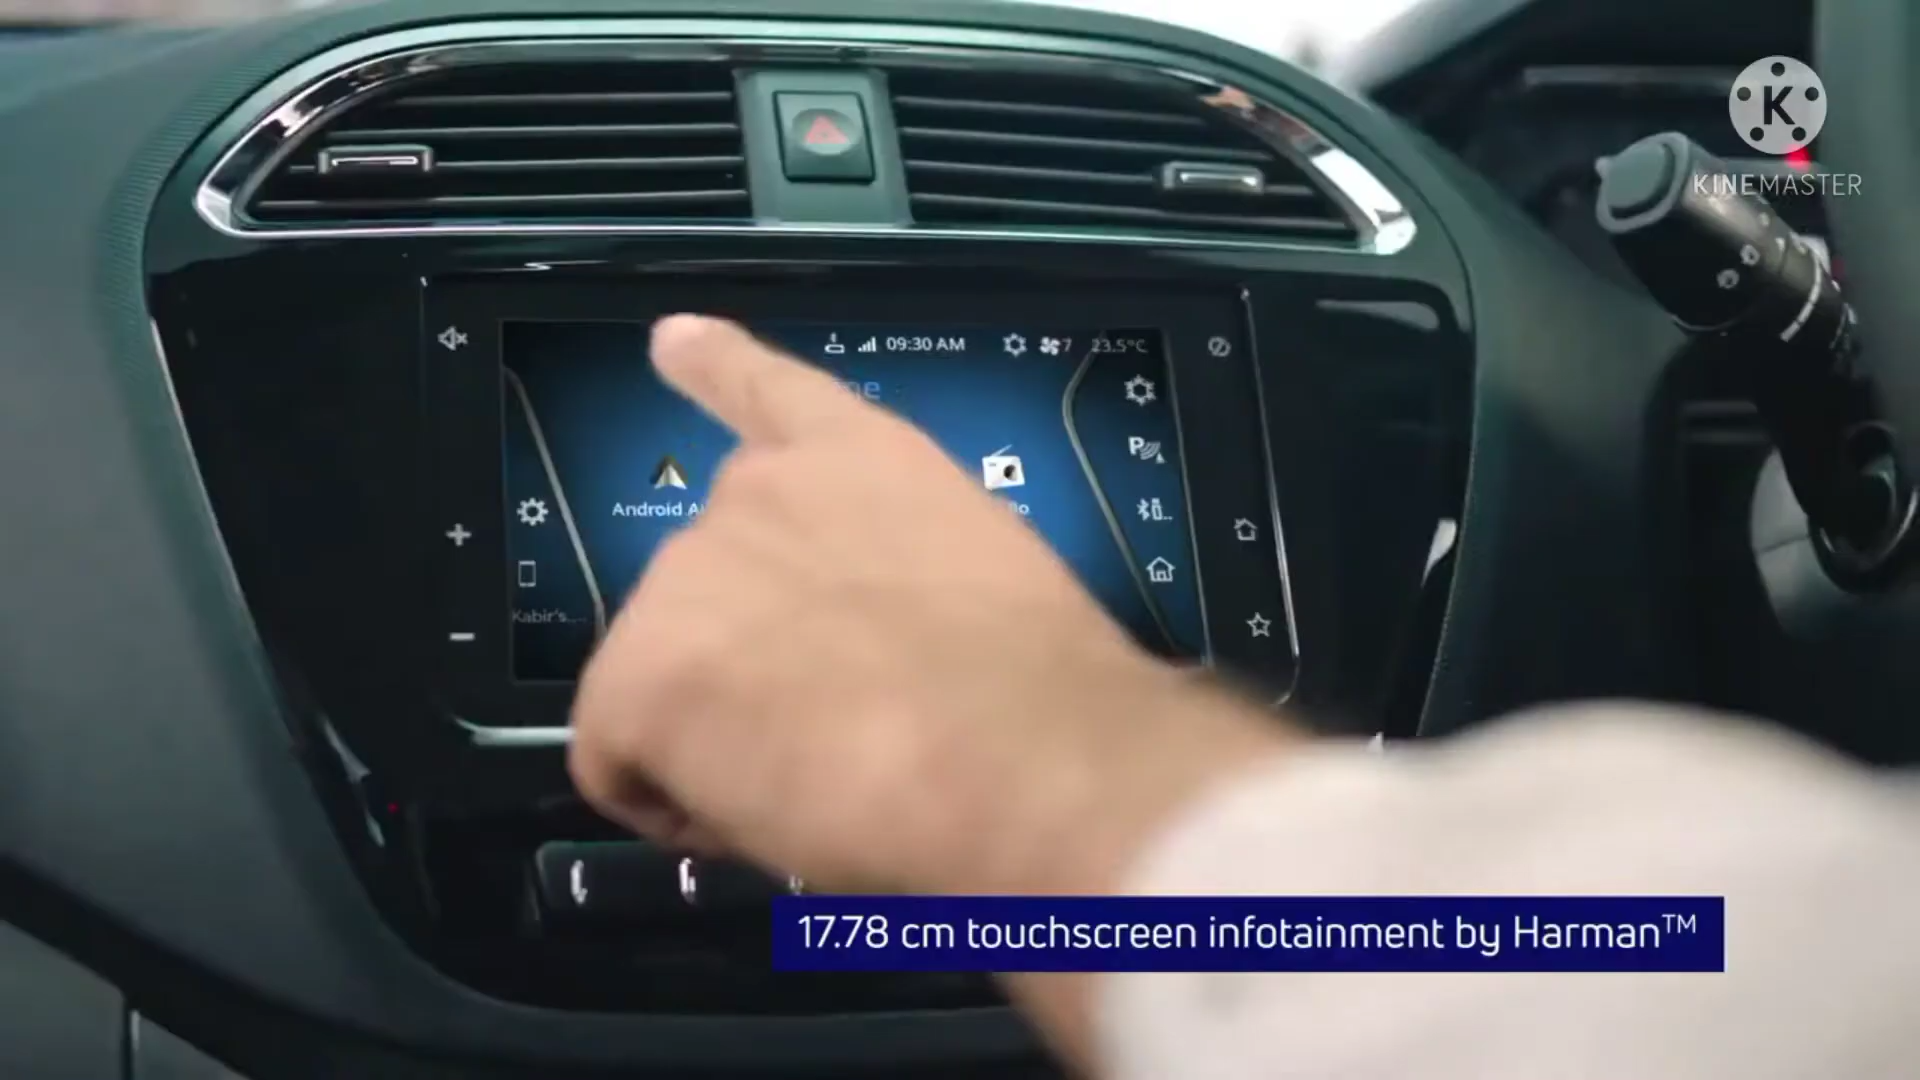 K
KINEMASTER
09:30 AM
7
23.5°C
P
Android
Kabir's...
17.78 cm touchscreen infotainment by Harman™